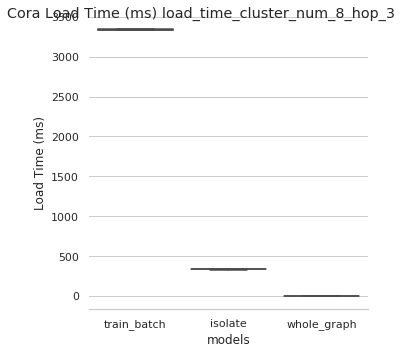 Cora Load Time (ms) load_time_cluster_num_8_hop_3
3500
3000
2500
2000
1500
1000
500
0
Load Time (ms)
train_batch isolate whole_graph
models